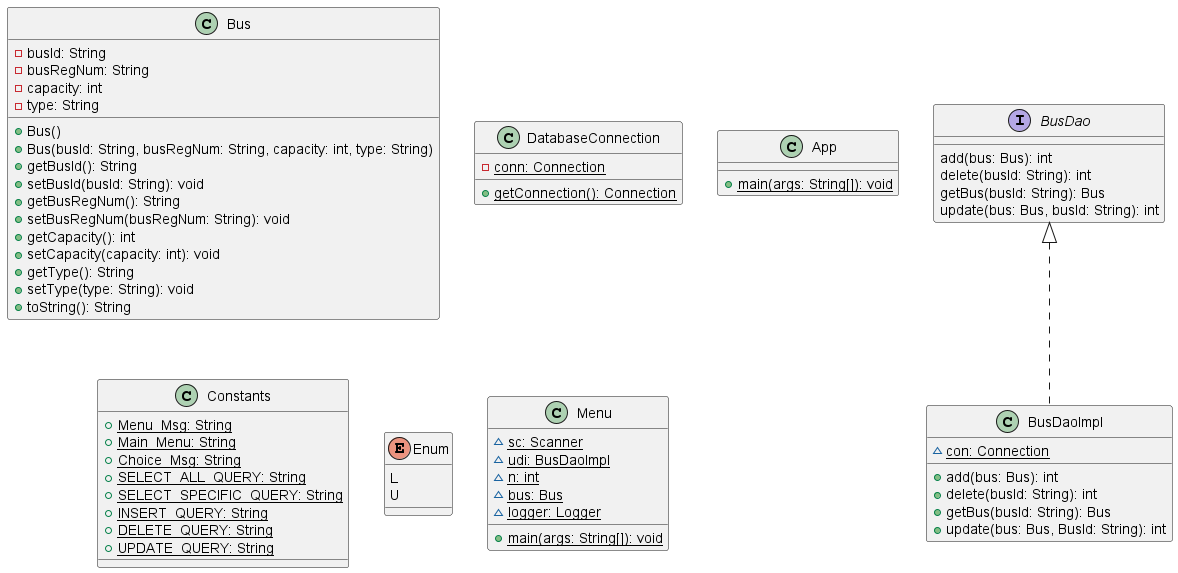 C Bus
busId: String
busRegNum: String
capacity: int
type: String
Bus()
Bus(busId: String, busRegNum: String, capacity: int, type: String)
getBusId(): String
setBusId(busId: String): void
getBusRegNum(): String
setBusRegNum(busRegNum: String): void
getCapacity(): int
setCapacity(capacity: int): void
getType(): String
setType(type: String): void
toString(): String
C DatabaseConnection
conn: Connection
getConnection(): Connection
C App
main(args: String[]): void
I BusDao
add(bus: Bus): int
delete(busId: String): int
getBus(busId: String): Bus
update(bus: Bus, busId: String): int
C Constants
Menu_Msg: String
Main_Menu: String
Choice_Msg: String
SELECT_ALL_QUERY: String
SELECT_SPECIFIC_QUERY: String
INSERT_QUERY: String
DELETE_QUERY: String
UPDATE_QUERY: String
E Enum
L
U
C Menu
sc: Scanner
udi: BusDaoImpl
n: int
bus: Bus
logger: Logger
main(args: String[]): void
C BusDaoImpl
con: Connection
add(bus: Bus): int
delete(busId: String): int
getBus(busId: String): Bus
update(bus: Bus, BusId: String): int